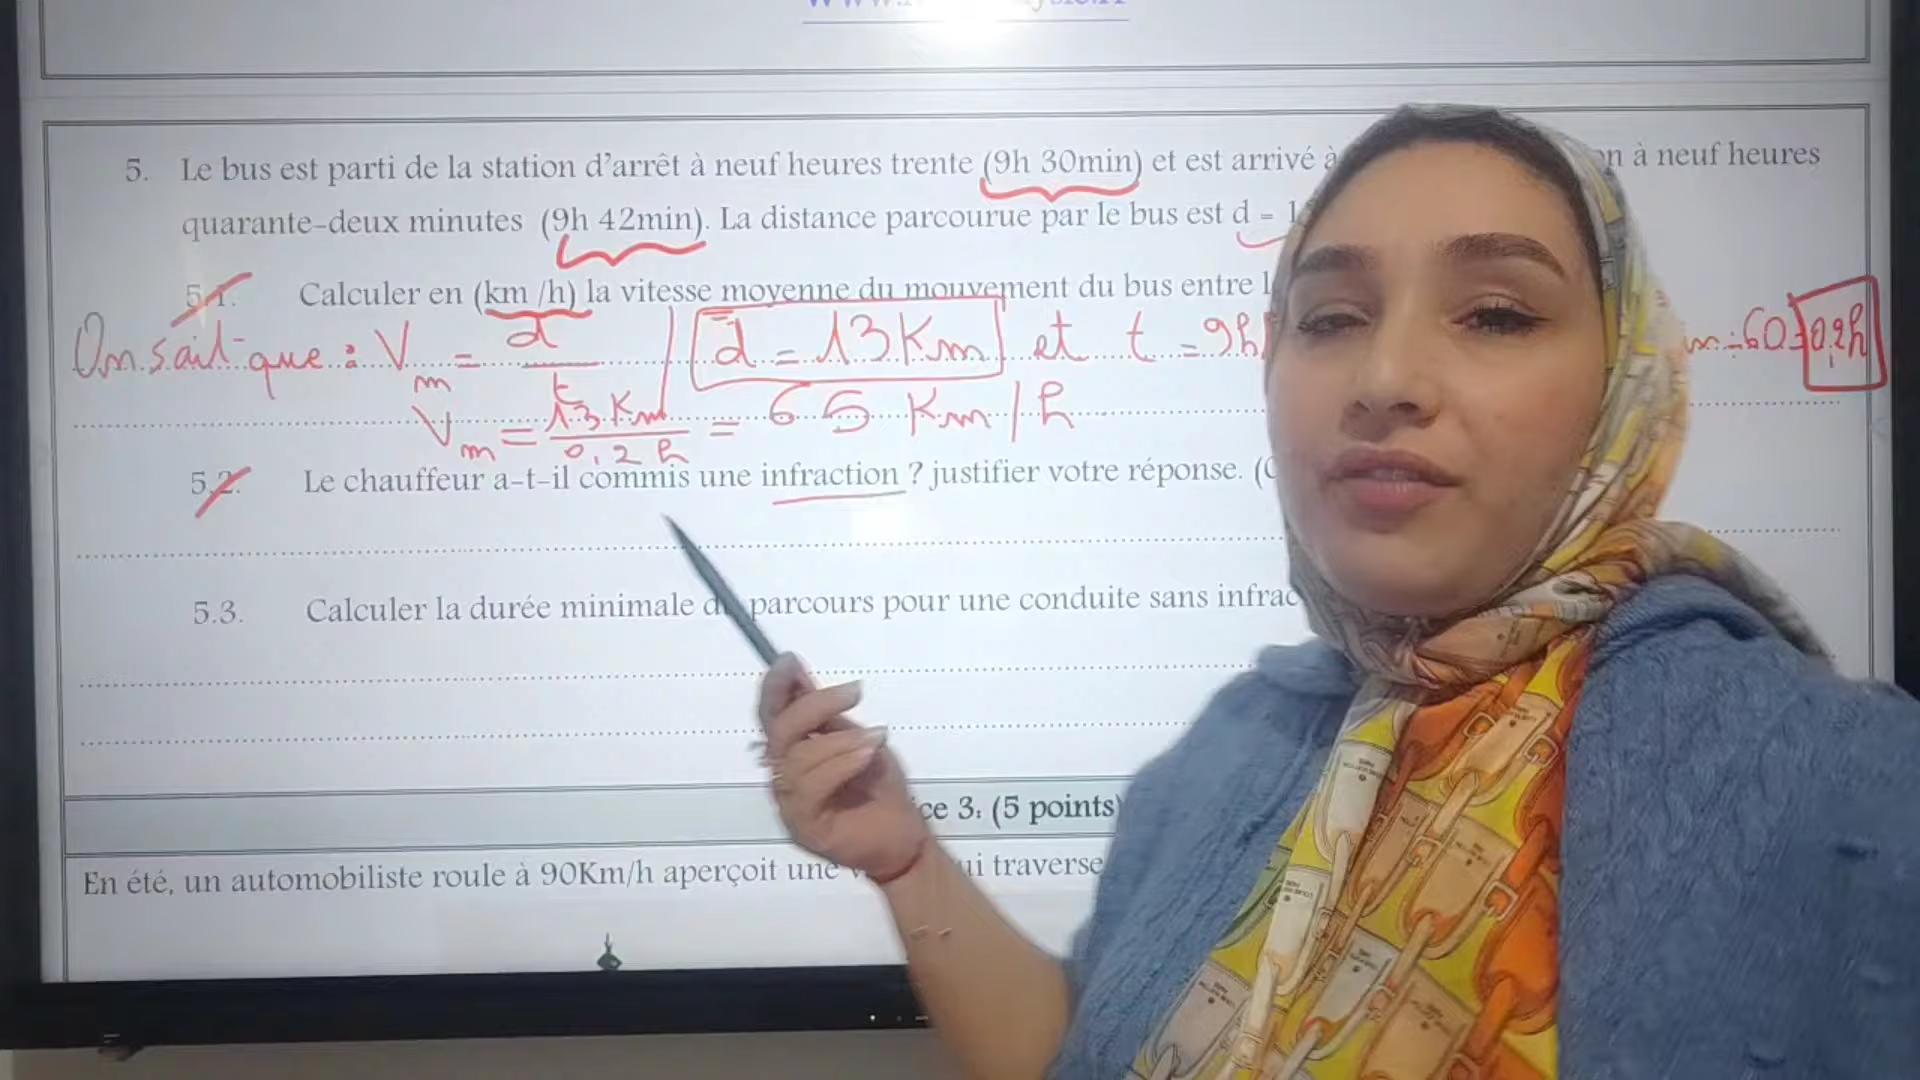 5. Le bus est parti de la station d'arrêt à neuf heures trente (9h 30min) et est arrivé à à neuf heures
quarante-deux minutes (9h 42min). La distance parcourue par le bus est d = 1
5.1. Calculer en (km /h) la vitesse moyenne du mouvement du bus entre
On sait que : Vm = d / t d = 13 Km et t = 9h ÷60=0,2h
Vm = 13 Km / 0,2 h = 65 Km/h
5.2. Le chauffeur a-t-il commis une infraction ? justifier votre réponse.
5.3. Calculer la durée minimale parcours pour une conduite sans
3: (5 points)
En été, un automobiliste roule à 90Km/h aperçoit une traverse